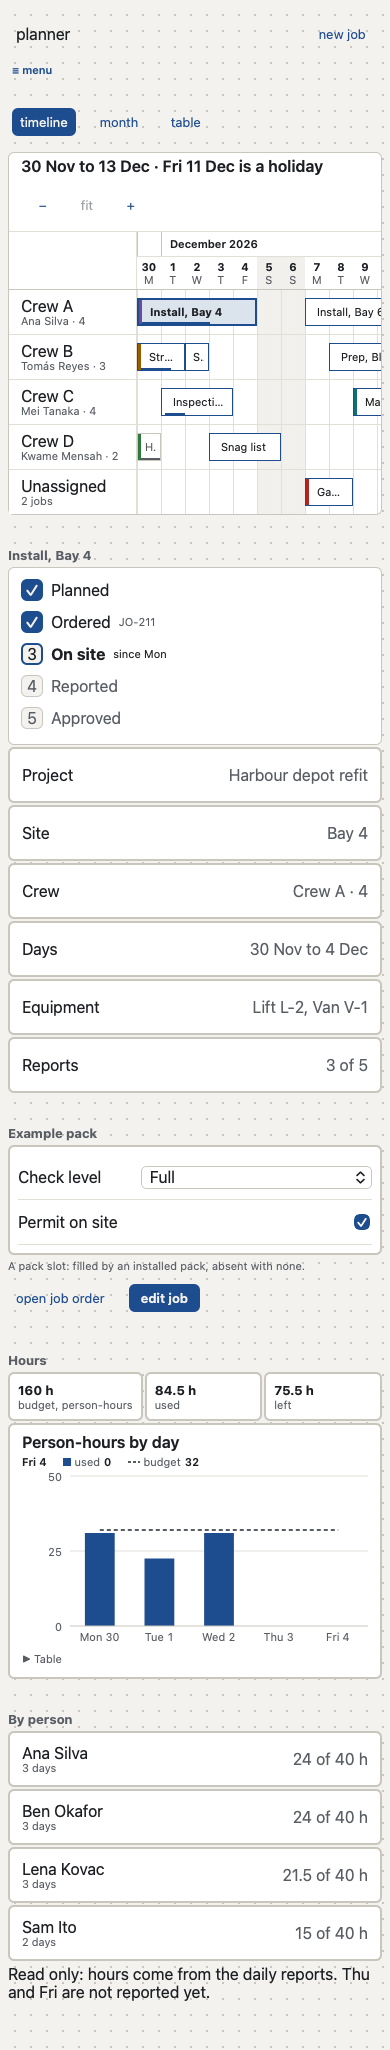 planner
new job
≡ menu
timeline
month
table
30 Nov to 13 Dec · Fri 11 Dec is a holiday
−
fit
+
December 2026
30 1 2 3 4 5 6 7 8 9
M T W T F S S M T W
Crew A
Ana Silva · 4
Install, Bay 4
Install, Bay 6
Crew B
Tomás Reyes · 3
Str...
S.
Prep, Bl
Crew C
Mei Tanaka · 4
Inspecti...
Ma
Crew D
Kwame Mensah · 2
H.
Snag list
Unassigned
2 jobs
Ga...
Install, Bay 4
Planned
Ordered JO-211
3 On site since Mon
4 Reported
5 Approved
Project Harbour depot refit
Site Bay 4
Crew Crew A · 4
Days 30 Nov to 4 Dec
Equipment Lift L-2, Van V-1
Reports 3 of 5
Example pack
Check level Full
Permit on site
A pack slot: filled by an installed pack, absent with none.
open job order
edit job
Hours
160 h
budget, person-hours
84.5 h
used
75.5 h
left
Person-hours by day
Fri 4 used 0 budget 32
50
25
0
Mon 30 Tue 1 Wed 2 Thu 3 Fri 4
▶ Table
By person
Ana Silva
3 days
24 of 40 h
Ben Okafor
3 days
24 of 40 h
Lena Kovac
3 days
21.5 of 40 h
Sam Ito
2 days
15 of 40 h
Read only: hours come from the daily reports. Thu
and Fri are not reported yet.